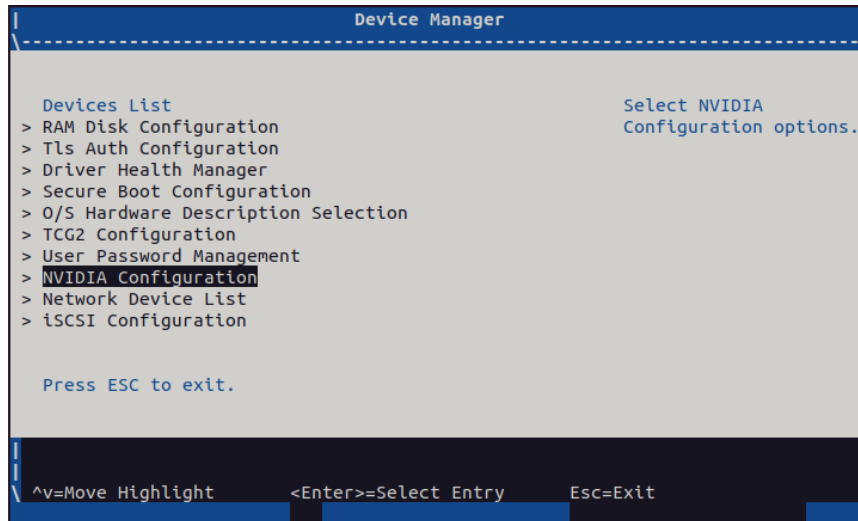 Device Manager
Devices List
Select NVIDIA
> RAM Disk Configuration
Configuration options.
> Tls Auth Configuration
> Driver Health Manager
> Secure Boot Configuration
> O/S Hardware Description Selection
> TCG2 Configuration
> User Password Management
> NVIDIA Configuration
> Network Device List
> iSCSI Configuration
Press ESC to exit.
^v=Move Highlight <Enter>=Select Entry Esc=Exit